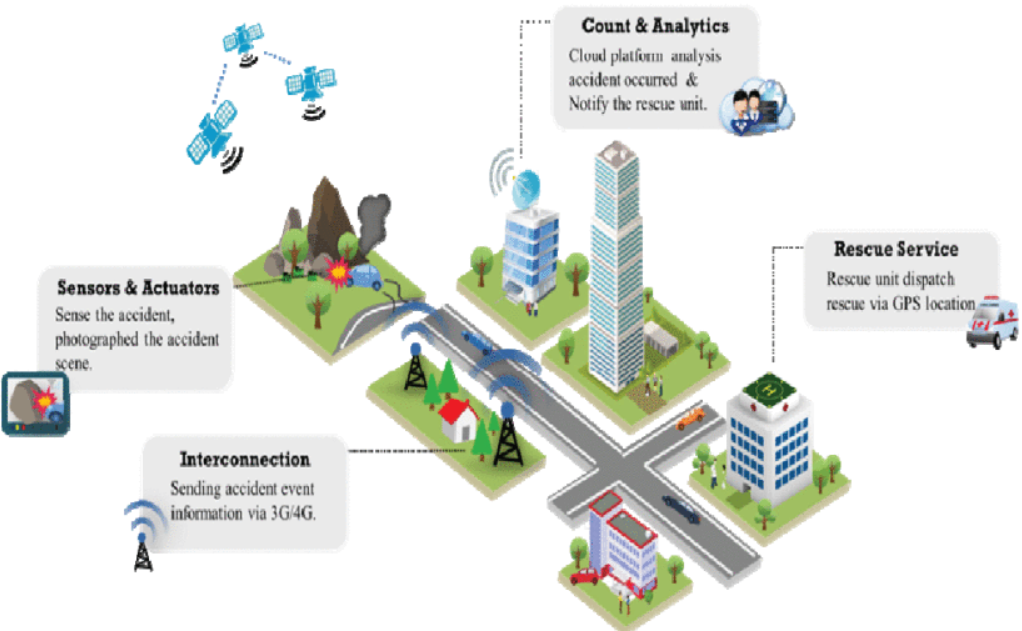 Count & Analytics
Cloud platform analysis
accident occurred &
Notify the rescue unit.
Rescue Service
Rescue unit dispatch
rescue via GPS location
Sensors & Actuators
Sense the accident,
photographed the accident
scene.
Interconnection
Sending accident event
information via 3G/4G.
H